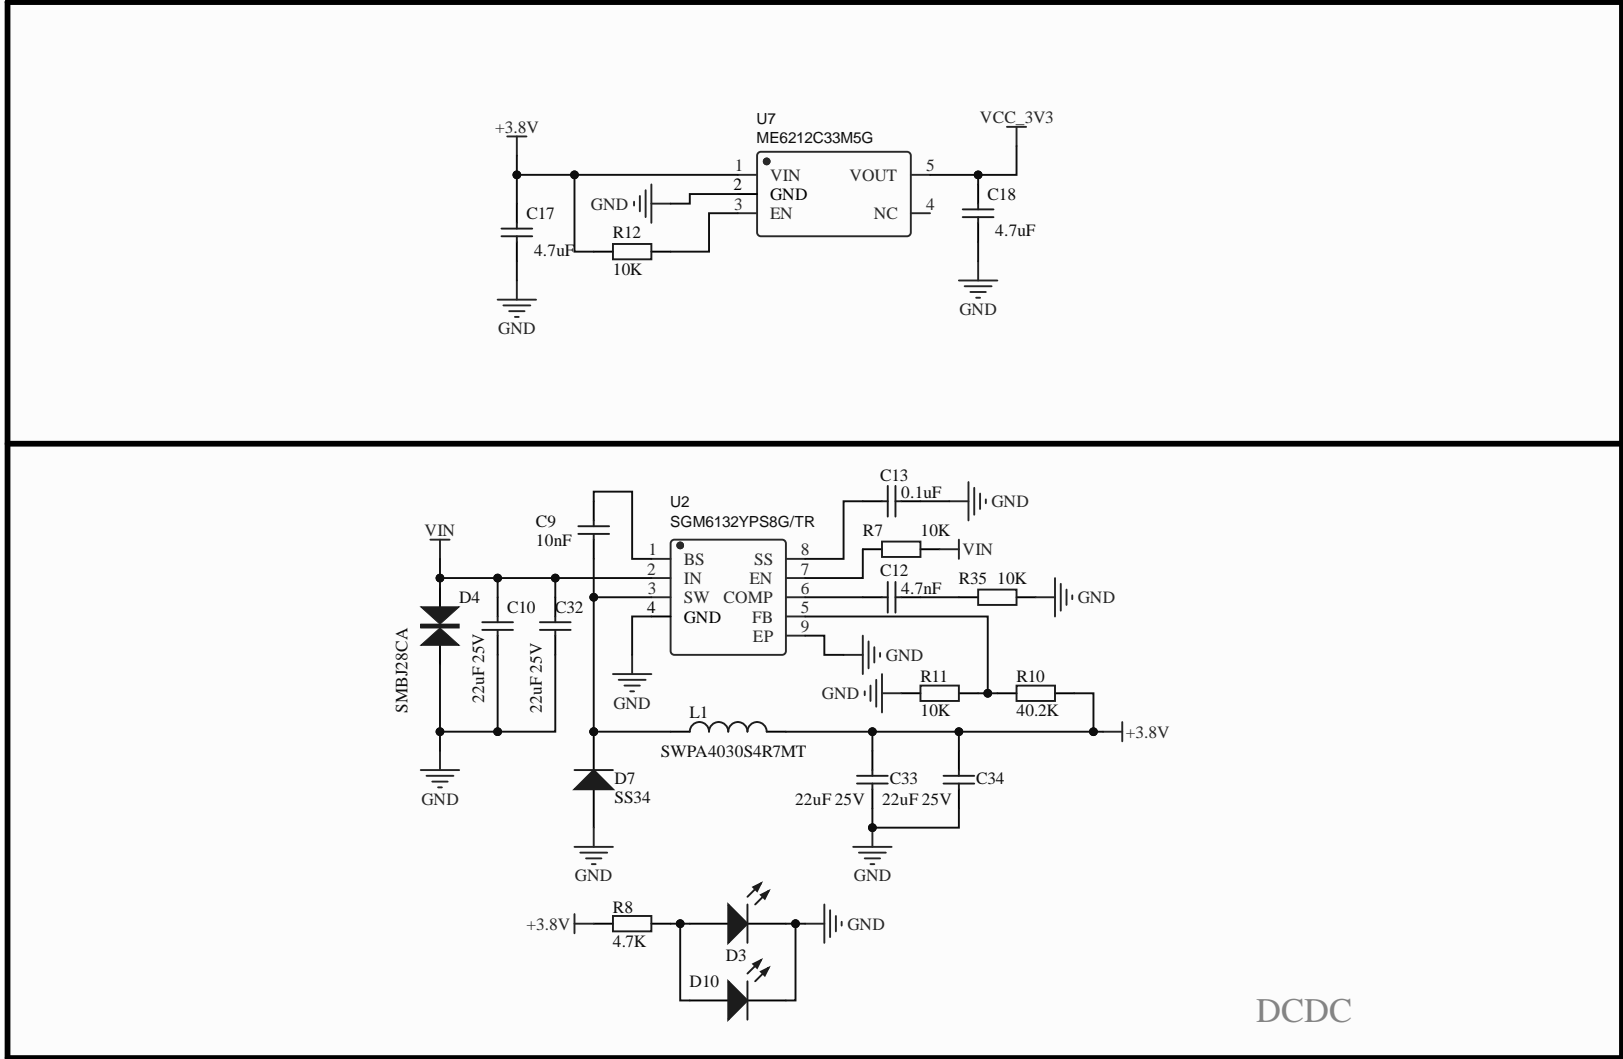 +3.8V
C17
4.7uF
GND
GND
R12
10K
U7
ME6212C33M5G
1
2
3
VIN
GND
EN
VOUT
NC
5
4
VCC_3V3
C18
4.7uF
GND
VIN
D4
SMBJ28CA
C10
22uF 25V
C32
22uF 25V
GND
C9
10nF
U2
SGM6132YPS8G/TR
1
2
3
4
BS
IN
SW
GND
SS
EN
COMP
FB
EP
8
7
6
5
9
C13
0.1uF
GND
R7
10K
VIN
C12
4.7nF
R35
10K
GND
GND
GND
GND
R11
10K
R10
40.2K
L1
SWPA4030S4R7MT
+3.8V
D7
SS34
GND
C33
22uF 25V
C34
22uF 25V
GND
+3.8V
R8
4.7K
D3
D10
GND
DCDC